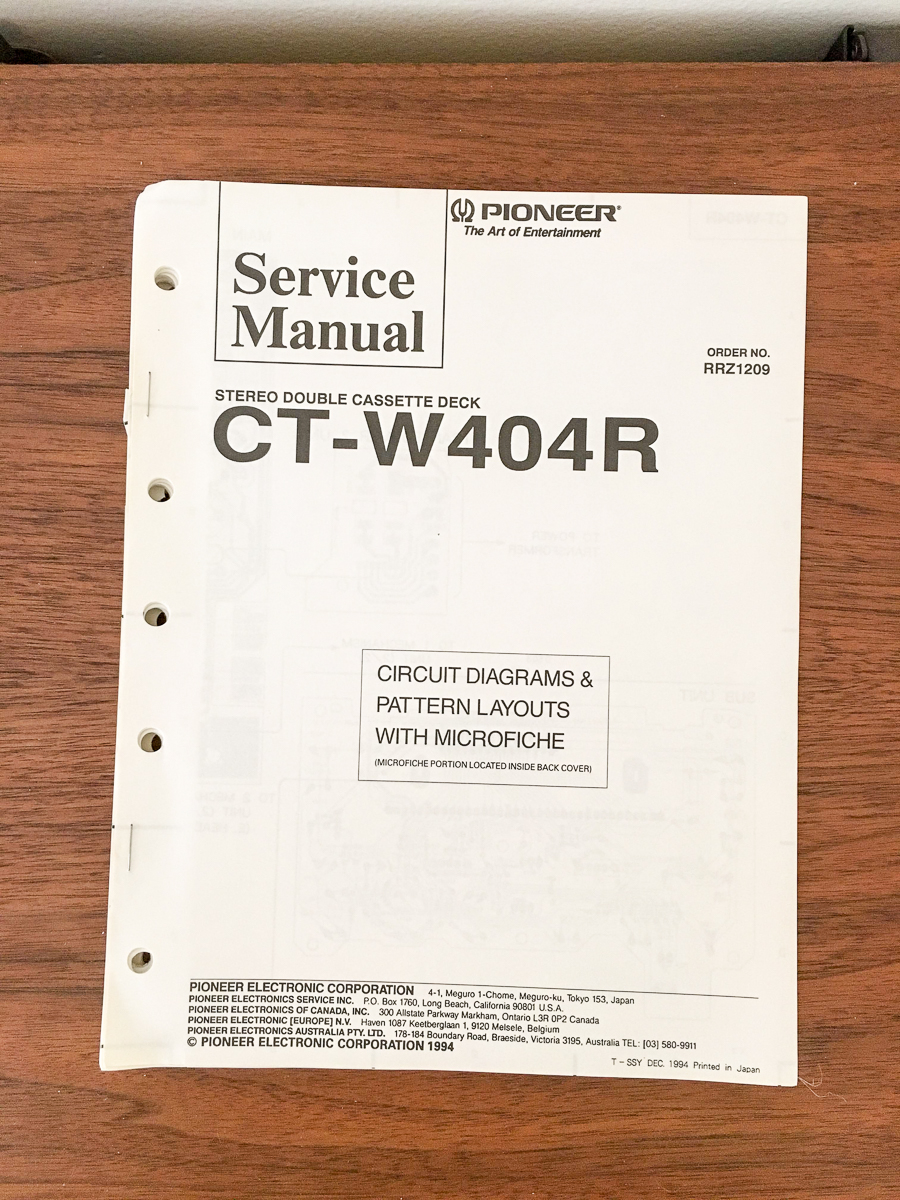 Service
Manual
PIONEER®
The Art of Entertainment
ORDER NO.
RRZ1209
STEREO DOUBLE CASSETTE DECK
CT-W404R
CIRCUIT DIAGRAMS &
PATTERN LAYOUTS
WITH MICROFICHE
(MICROFICHE PORTION LOCATED INSIDE BACK COVER)
PIONEER ELECTRONIC CORPORATION 4-1, Meguro 1-Chome, Meguro-ku, Tokyo 153, Japan
PIONEER ELECTRONICS SERVICE INC. P.O. Box 1760, Long Beach, California 90801 U.S.A.
PIONEER ELECTRONICS OF CANADA, INC. 300 Allstate Parkway Markham, Ontario L3R 0P2 Canada
PIONEER ELECTRONIC [EUROPE] N.V. Haven 1087 Keetberglaan 1, 9120 Melsele, Belgium
PIONEER ELECTRONICS AUSTRALIA PTY. LTD. 178-184 Boundary Road, Braeside, Victoria 3195, Australia TEL: [03] 580-9911
© PIONEER ELECTRONIC CORPORATION 1994
T – SSY DEC. 1994 Printed in Japan